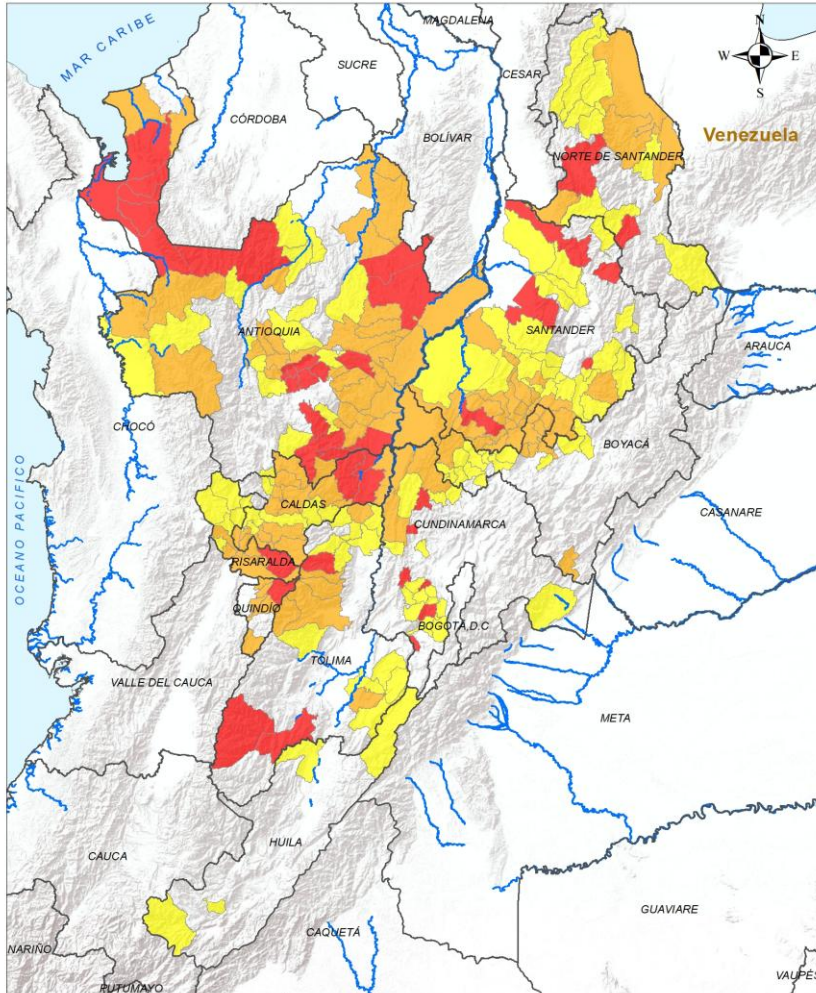 MAGDALENA
MAR CARIBE
N
SUCRE
W
E
CESAR
S
CÓRDOBA
BOLÍVAR
Venezuela
NORTE DE SANTANDER
ANTIOQUIA
SANTANDER
ARAUCA
CHOCÓ
BOYACÁ
OCEANO PACIFICO
CALDAS
CASANARE
CUNDINAMARCA
RISARALDA
QUINDÍO
BOGOTÁ,D.C
TOLIMA
VALLE DEL CAUCA
META
HUILA
CAUCA
GUAVIARE
CAQUETÁ
NARIÑO
PUTUMAYO
VAUPÉS